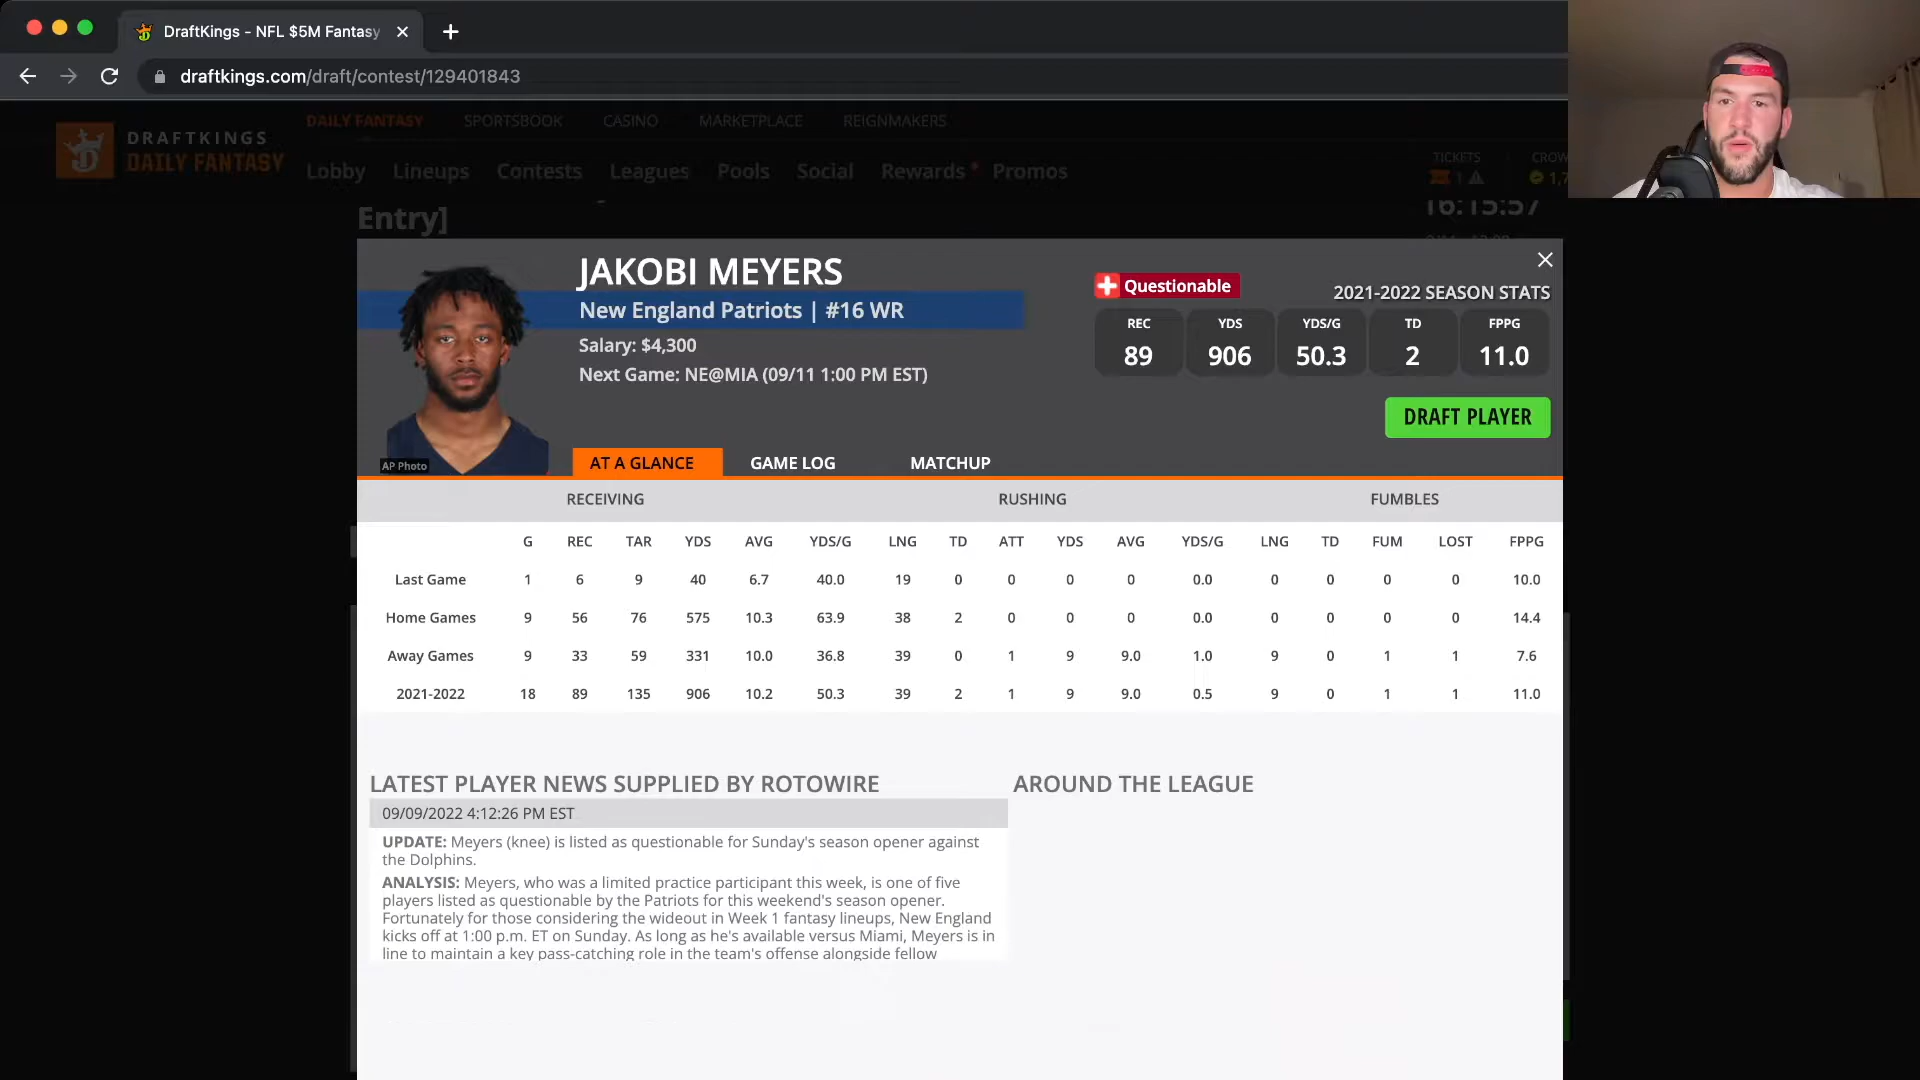 DraftKings - NFL $5M Fantasy
draftkings.com/draft/contest/129401843
DRAFTKINGS
DAILY FANTASY
DAILY FANTASY SPORTSBOOK CASINO MARKETPLACE REIGNMAKERS
Lobby Lineups Contests Leagues Pools Social Rewards Promos
TICKETS CROW
1 1,7
Entry]
16:15:57
JAKOBI MEYERS
New England Patriots | #16 WR
Salary: $4,300
Next Game: NE@MIA (09/11 1:00 PM EST)
AP Photo
Questionable
2021-2022 SEASON STATS
REC YDS YDS/G TD FPPG
89 906 50.3 2 11.0
DRAFT PLAYER
AT A GLANCE GAME LOG MATCHUP
RECEIVING RUSHING FUMBLES
G REC TAR YDS AVG YDS/G LNG TD ATT YDS AVG YDS/G LNG TD FUM LOST FPPG
Last Game 1 6 9 40 6.7 40.0 19 0 0 0 0 0.0 0 0 0 0 10.0
Home Games 9 56 76 575 10.3 63.9 38 2 0 0 0 0.0 0 0 0 0 14.4
Away Games 9 33 59 331 10.0 36.8 39 0 1 9 9.0 1.0 9 0 1 1 7.6
2021-2022 18 89 135 906 10.2 50.3 39 2 1 9 9.0 0.5 9 0 1 1 11.0
LATEST PLAYER NEWS SUPPLIED BY ROTOWIRE
09/09/2022 4:12:26 PM EST
UPDATE: Meyers (knee) is listed as questionable for Sunday's season opener against
the Dolphins.
ANALYSIS: Meyers, who was a limited practice participant this week, is one of five
players listed as questionable by the Patriots for this weekend's season opener.
Fortunately for those considering the wideout in Week 1 fantasy lineups, New England
kicks off at 1:00 p.m. ET on Sunday. As long as he's available versus Miami, Meyers is in
line to maintain a key pass-catching role in the team's offense alongside fellow
AROUND THE LEAGUE